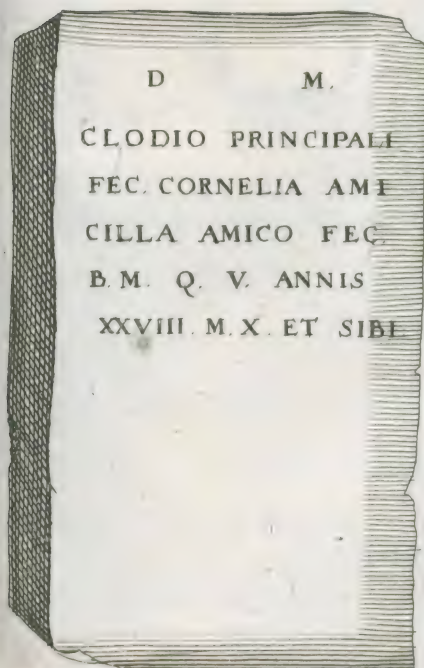 D M.
CLODIO PRINCIPALI
FEC. CORNELIA AMI
CILLA AMICO FEC.
B. M. Q. V. ANNIS
XXVIII. M. X. ET SIBI